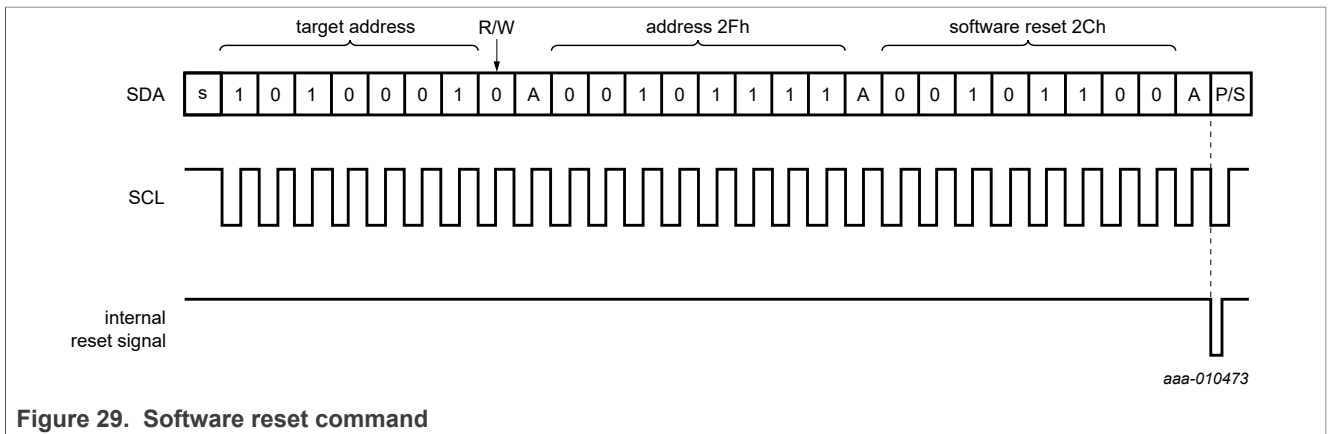 target address R/W address 2Fh software reset 2Ch
SDA s 1 0 1 0 0 0 1 0 A 0 0 1 0 1 1 1 1 A 0 0 1 0 1 1 0 0 A P/S
SCL
internal
reset signal
aaa-010473
Figure 29. Software reset command